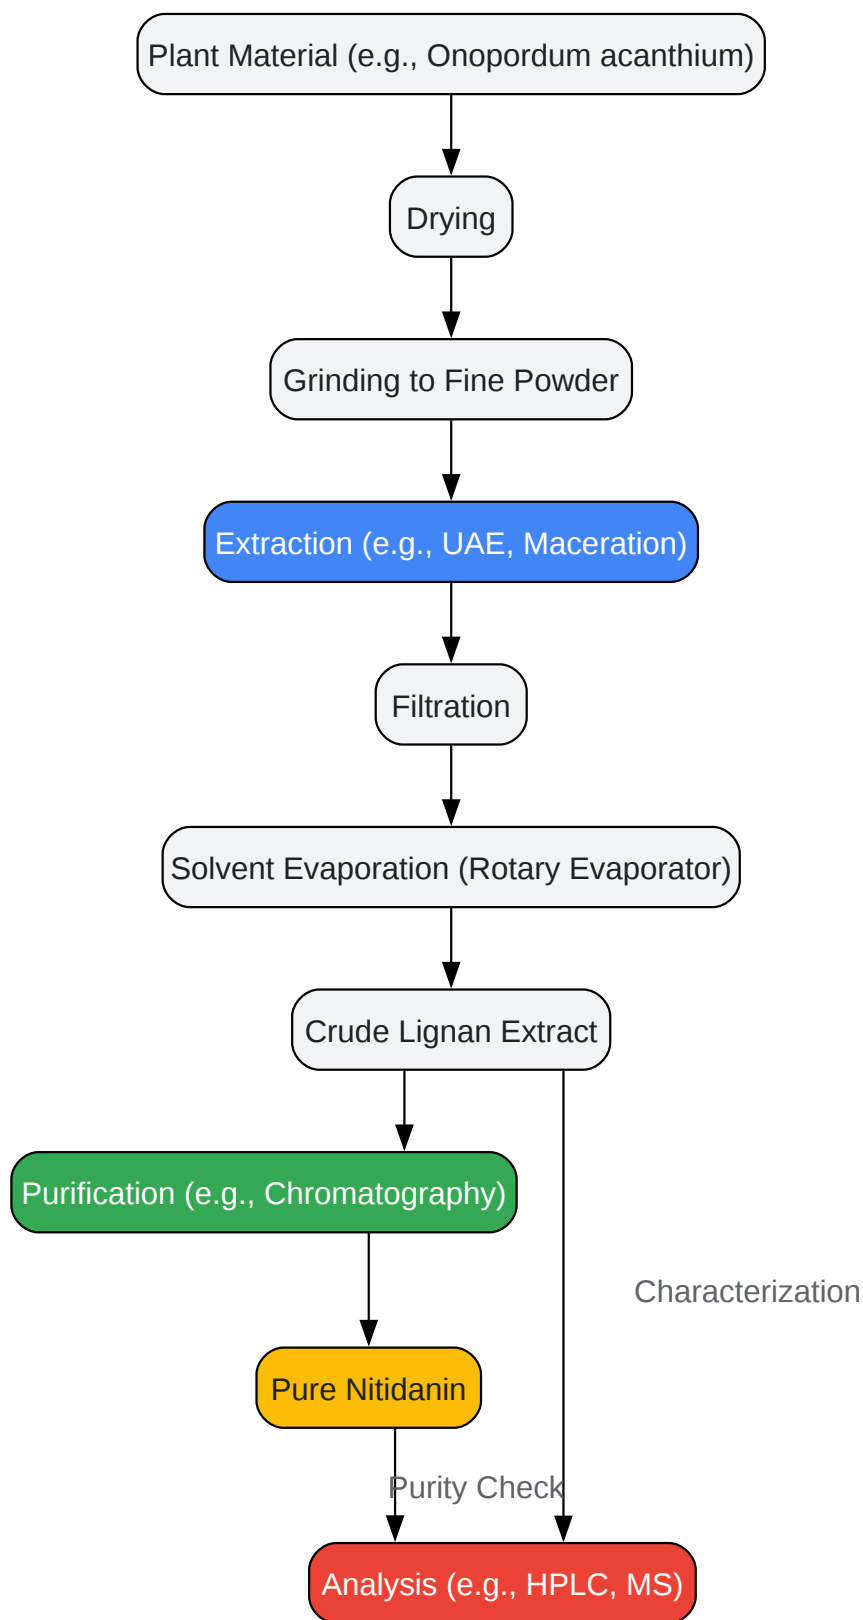 Plant Material (e.g., Onopordum acanthium)
Drying
Grinding to Fine Powder
Extraction (e.g., UAE, Maceration)
Filtration
Solvent Evaporation (Rotary Evaporator)
Crude Lignan Extract
Purification (e.g., Chromatography)
Characterization
Pure Nitidanin
Purity Check
Analysis (e.g., HPLC, MS)